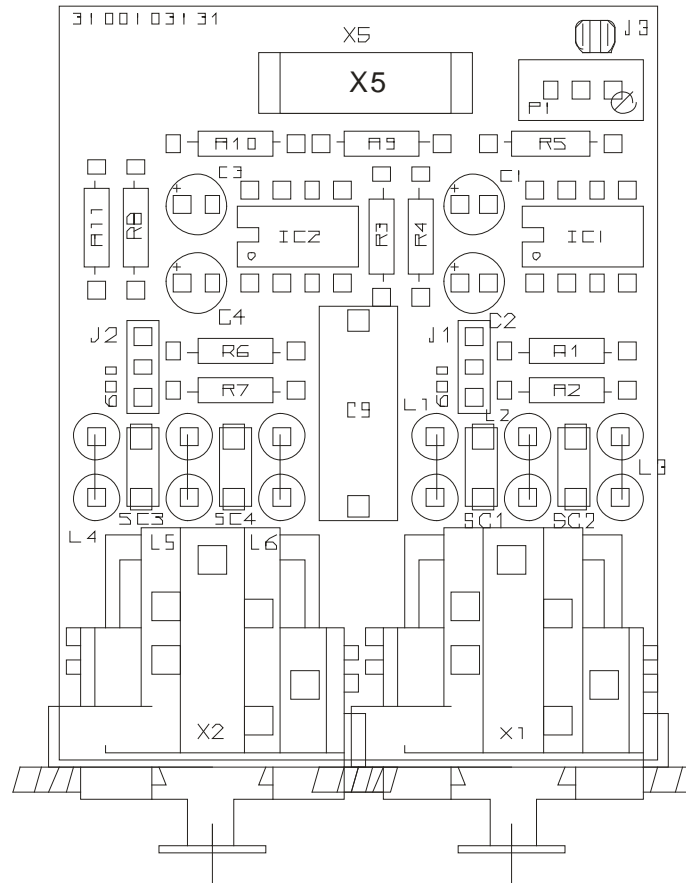 3100103131
X5
J3
X5
P1
R10
R9
R5
C3
C1
R11
R8
IC2
R3
R4
IC1
C4
C2
J2
J1
R6
R1
600
600
R7
R2
C9
L1
L2
L3
SC3
SC4
SC1
SC2
L4
L5
L6
X2
X1